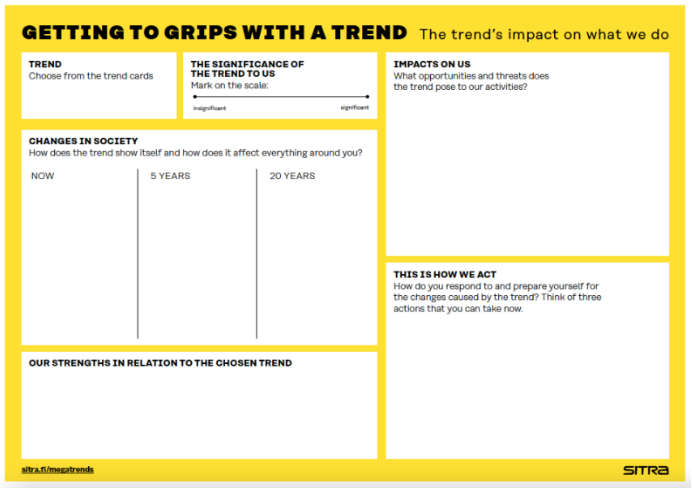 GETTING TO GRIPS WITH A TREND The trend's impact on what we do
TREND
Choose from the trend cards
THE SIGNIFICANCE OF
THE TREND TO US
Mark on the scale:
insignificant significant
CHANGES IN SOCIETY
How does the trend show itself and how does it affect everything around you?
NOW 5 YEARS 20 YEARS
OUR STRENGTHS IN RELATION TO THE CHOSEN TREND
IMPACTS ON US
What opportunities and threats does
the trend pose to our activities?
THIS IS HOW WE ACT
How do you respond to and prepare yourself for
the changes caused by the trend? Think of three
actions that you can take now.
sitra.fi/megatrends
SITRA